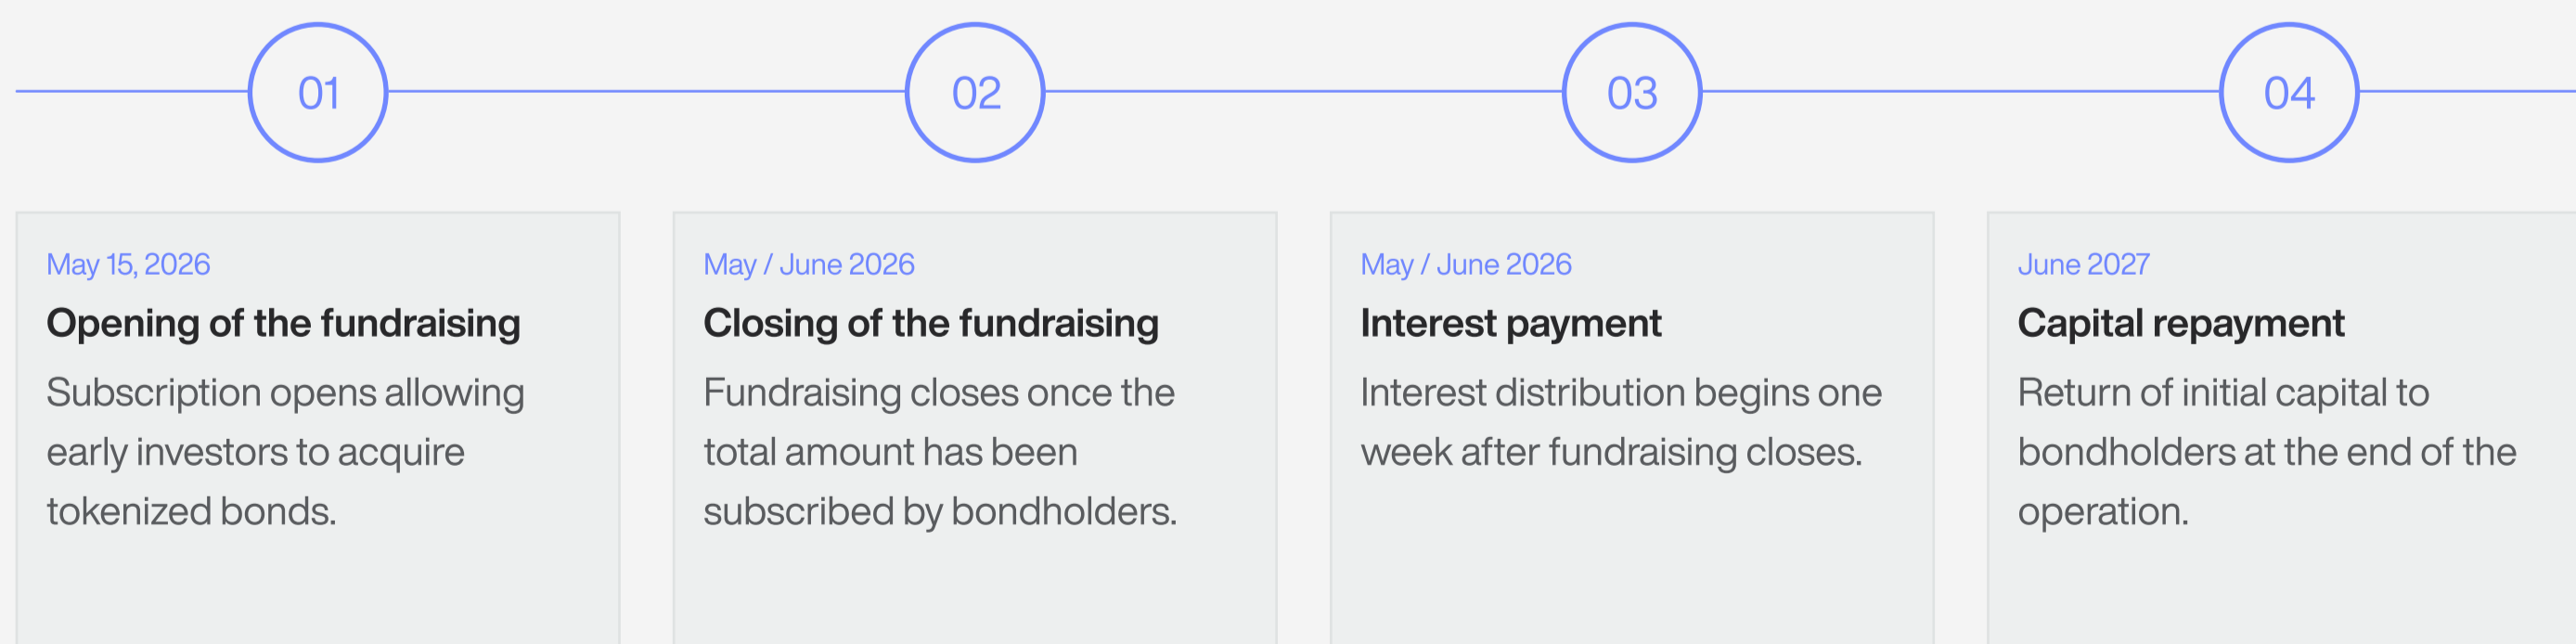 01
02
03
04
May 15, 2026
Opening of the fundraising
Subscription opens allowing
early investors to acquire
tokenized bonds.
May / June 2026
Closing of the fundraising
Fundraising closes once the
total amount has been
subscribed by bondholders.
May / June 2026
Interest payment
Interest distribution begins one
week after fundraising closes.
June 2027
Capital repayment
Return of initial capital to
bondholders at the end of the
operation.